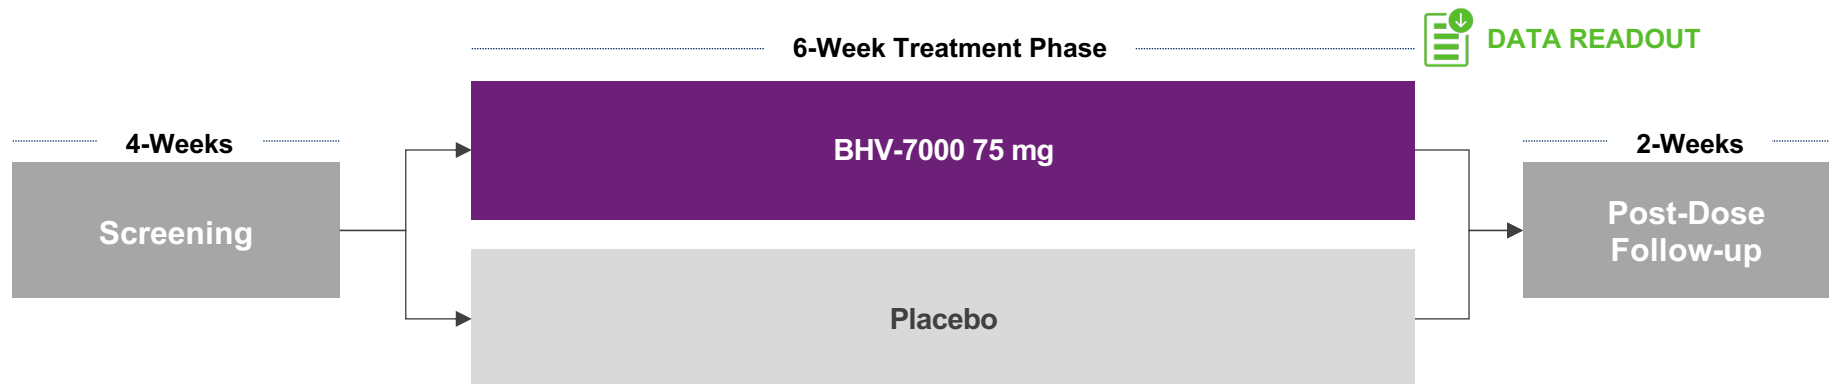 6-Week Treatment Phase
DATA READOUT
4-Weeks
Screening
BHV-7000 75 mg
Placebo
2-Weeks
Post-Dose
Follow-up